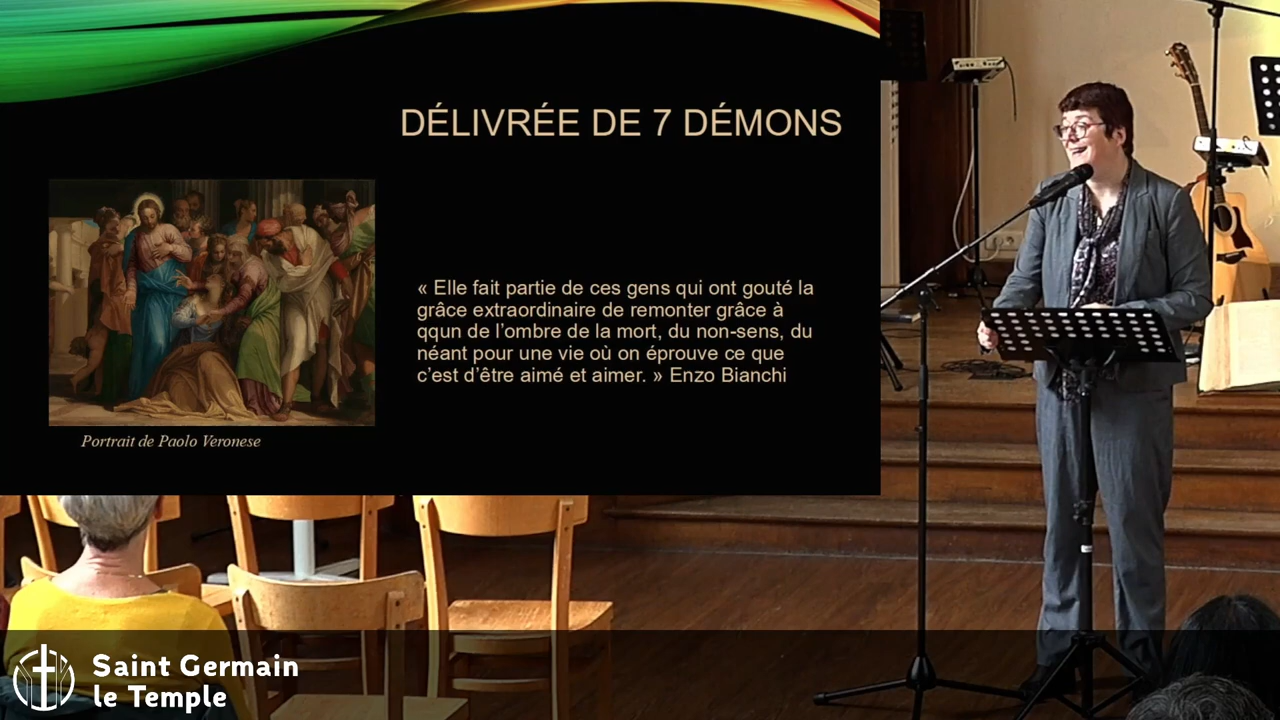 DÉLIVRÉE DE 7 DÉMONS
« Elle fait partie de ces gens qui ont gouté la
grâce extraordinaire de remonter grâce à
qqun de l’ombre de la mort, du non-sens, du
néant pour une vie où on éprouve ce que
c’est d’être aimé et aimer. » Enzo Bianchi
Portrait de Paolo Veronese
Saint Germain
le Temple